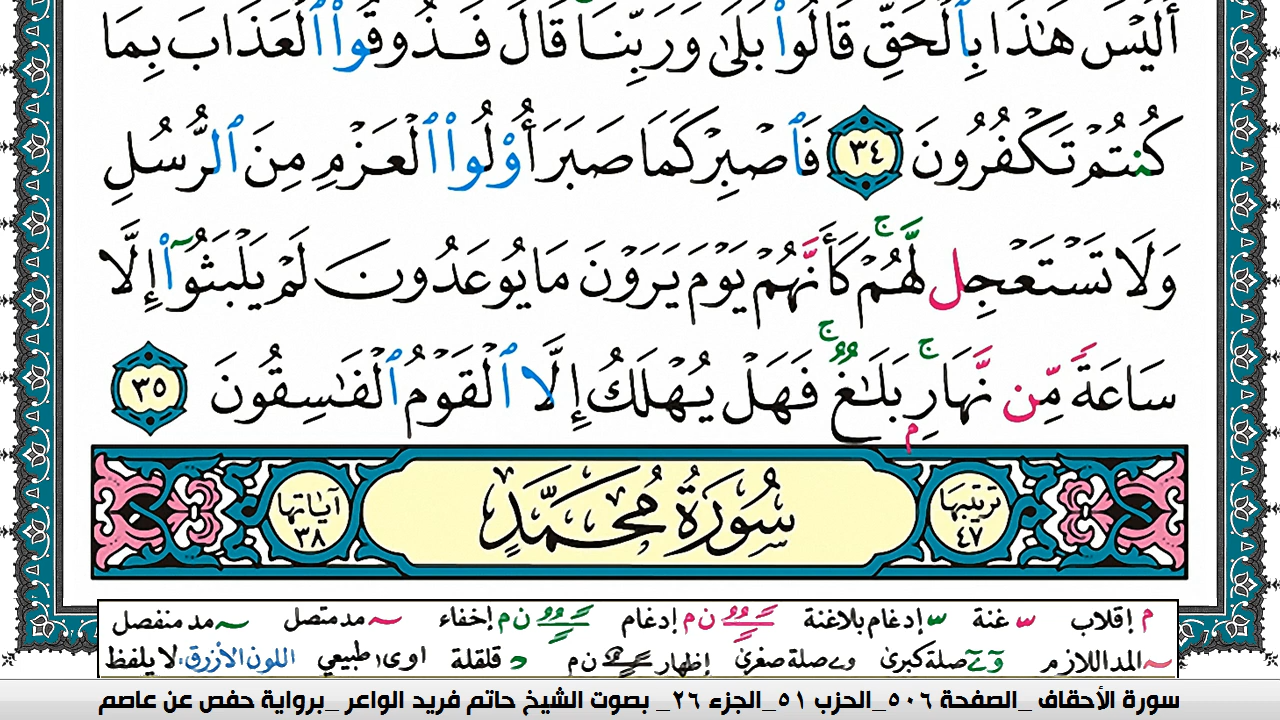 أَلَيْسَ هَٰذَا بِٱلْحَقِّ قَالُوا۟ بَلَىٰ وَرَبِّنَا قَالَ فَذُوقُوا۟ ٱلْعَذَابَ بِمَا
كُنتُمْ تَكْفُرُونَ ٣٤ فَٱصْبِرْ كَمَا صَبَرَ أُو۟لُوا۟ ٱلْعَزْمِ مِنَ ٱلرُّسُلِ
وَلَا تَسْتَعْجِل لَّهُمْ ۚ كَأَنَّهُمْ يَوْمَ يَرَوْنَ مَا يُوعَدُونَ لَمْ يَلْبَثُوٓا۟ إِلَّا
سَاعَةً مِّن نَّهَارٍۭ ۚ بَلَٰغٌ ۚ فَهَلْ يُهْلَكُ إِلَّا ٱلْقَوْمُ ٱلْفَٰسِقُونَ ٣٥
ترتيبها ٤٧ سُورَةُ مُحَمَّدٍ آياتها ٣٨
م إقلاب غنة إدغام بلاغنة ن م إدغام ن م إخفاء مد متصل مد منفصل
المد اللازم صلة كبرى صلة صغرى إظهار ن م قلقلة اوى طبيعي اللون الأزرق: لا يلفظ
سورة الأحقاف _الصفحة ٥٠٦_الحزب ٥١_الجزء ٢٦_ بصوت الشيخ حاتم فريد الواعر _برواية حفص عن عاصم